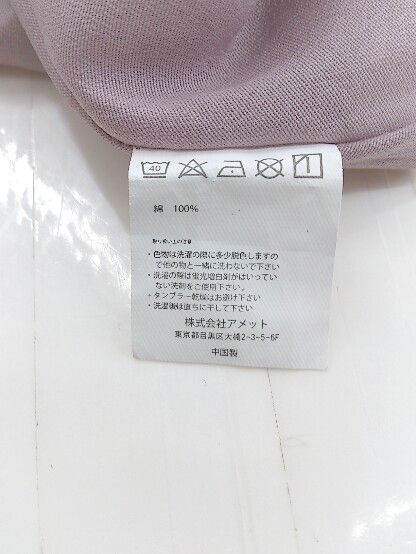 40
綿 100%
取り扱い上の注意
・色物は洗濯の際に多少脱色しますの
で他の物と一緒に洗わないで下さい
・洗濯の際は蛍光増白剤がはいってい
ない洗剤をご使用下さい。
・タンブラー乾燥はお避け下さい
・洗濯後は直ちに干して下さい
株式会社アメット
東京都目黒区大橋2-3-5-6F
中国製